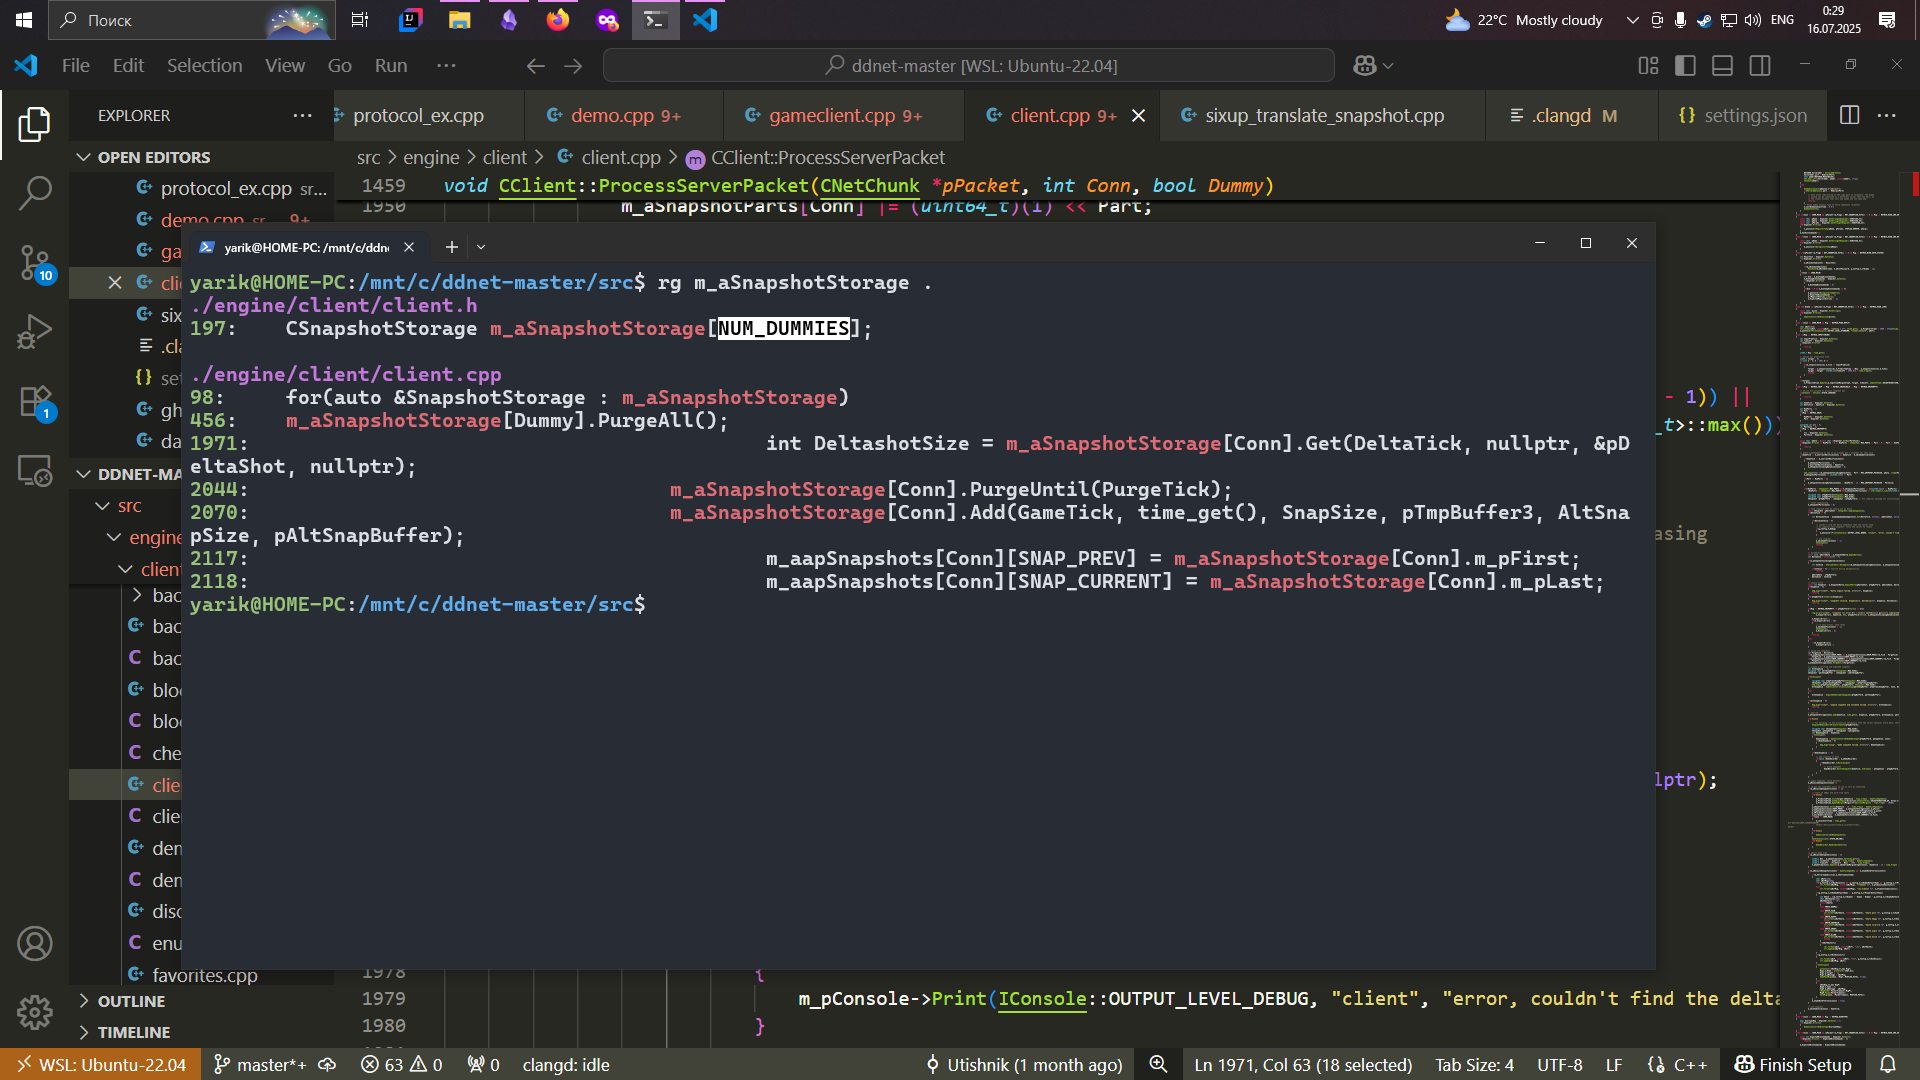 Поиск
22°C Mostly cloudy
ENG
0:29
16.07.2025
File Edit Selection View Go Run ···
ddnet-master [WSL: Ubuntu-22.04]
EXPLORER
protocol_ex.cpp
demo.cpp 9+
gameclient.cpp 9+
client.cpp 9+
sixup_translate_snapshot.cpp
.clangd M
settings.json
OPEN EDITORS
src > engine > client > client.cpp > CClient::ProcessServerPacket
protocol_ex.cpp sr...
1459 void CClient::ProcessServerPacket(CNetChunk *pPacket, int Conn, bool Dummy)
1950 m_aSnapshotParts[Conn] |= (uint64_t)(1) << Part;
demo.cpp sr... 9+
yarik@HOME-PC: /mnt/c/ddn
yarik@HOME-PC:/mnt/c/ddnet-master/src$ rg m_aSnapshotStorage .
./engine/client/client.h
197: CSnapshotStorage m_aSnapshotStorage[NUM_DUMMIES];
./engine/client/client.cpp
98: for(auto &SnapshotStorage : m_aSnapshotStorage)
456: m_aSnapshotStorage[Dummy].PurgeAll();
1971: int DeltashotSize = m_aSnapshotStorage[Conn].Get(DeltaTick, nullptr, &pD
eltaShot, nullptr);
2044: m_aSnapshotStorage[Conn].PurgeUntil(PurgeTick);
2070: m_aSnapshotStorage[Conn].Add(GameTick, time_get(), SnapSize, pTmpBuffer3, AltSna
pSize, pAltSnapBuffer);
2117: m_aapSnapshots[Conn][SNAP_PREV] = m_aSnapshotStorage[Conn].m_pFirst;
2118: m_aapSnapshots[Conn][SNAP_CURRENT] = m_aSnapshotStorage[Conn].m_pLast;
yarik@HOME-PC:/mnt/c/ddnet-master/src$
- 1)) ||
_t>::max()))
asing
lptr);
ga
cli
six
.cla
set
gh
da
10
1
DDNET-MA
src
engine
client
bac
bac
bac
bloc
bloc
che
clie
clie
den
den
disc
enu
favorites.cpp
OUTLINE
TIMELINE
1978 {
1979 m_pConsole->Print(IConsole::OUTPUT_LEVEL_DEBUG, "client", "error, couldn't find the delta
1980 }
WSL: Ubuntu-22.04
master*+
63 0
0
clangd: idle
Utishnik (1 month ago)
Ln 1971, Col 63 (18 selected)
Tab Size: 4
UTF-8
LF
C++
Finish Setup